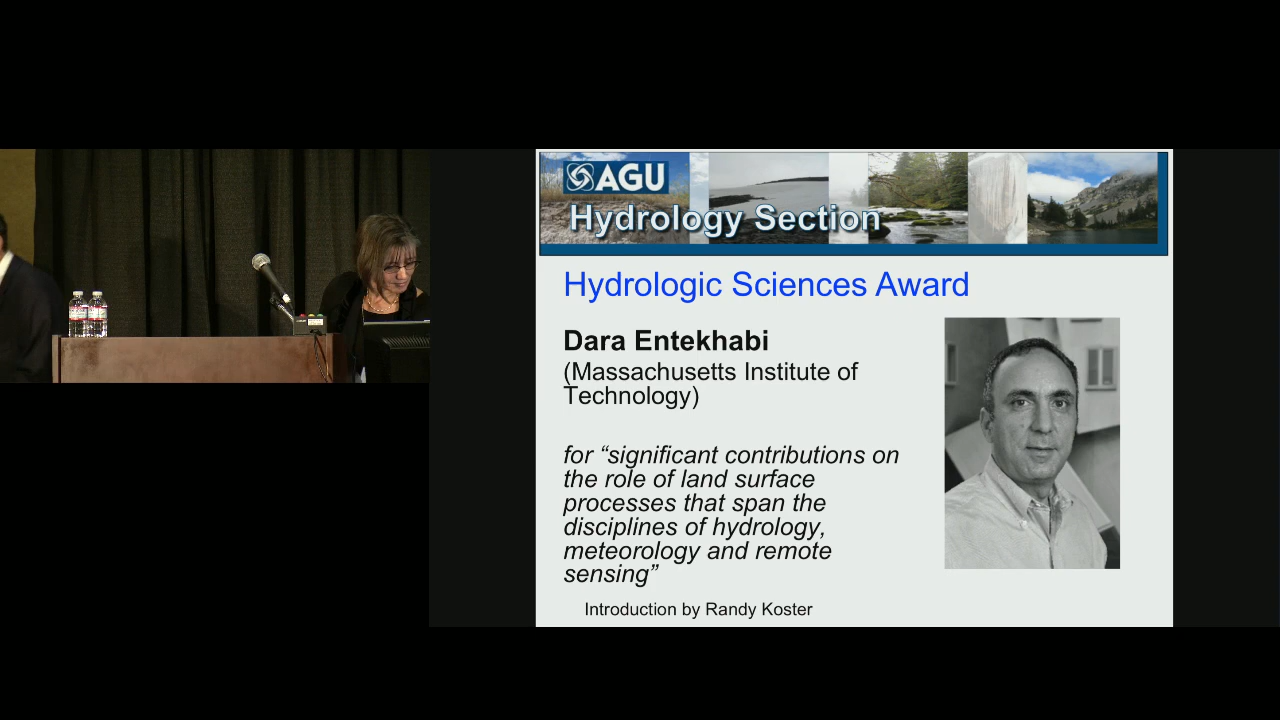 AGU
Hydrology Section
Hydrologic Sciences Award
Dara Entekhabi
(Massachusetts Institute of
Technology)
for “significant contributions on
the role of land surface
processes that span the
disciplines of hydrology,
meteorology and remote
sensing”
Introduction by Randy Koster